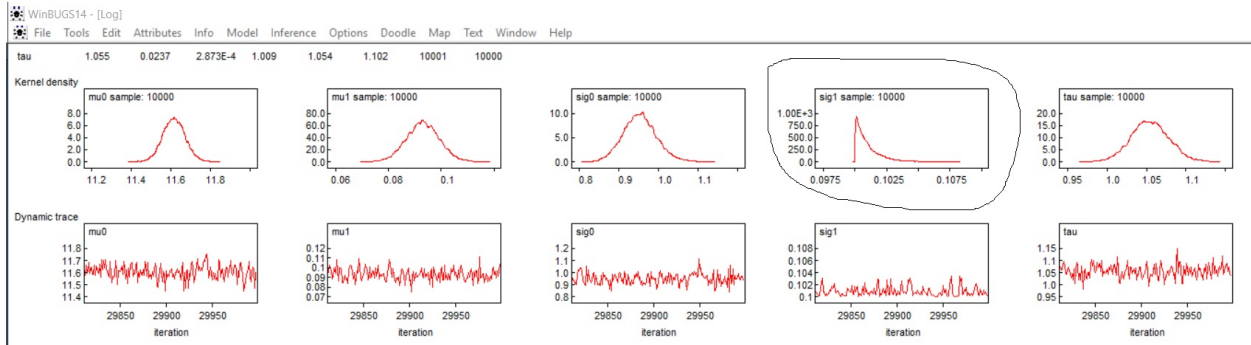 WinBUGS14 - [Log]
File Tools Edit Attributes Info Model Inference Options Doodle Map Text Window Help
tau 1.055 0.0237 2.873E-4 1.009 1.054 1.102 10001 10000
Kernel density
mu0 sample: 10000
8.0
6.0
4.0
2.0
0.0
11.2 11.4 11.6 11.8
mu1 sample: 10000
80.0
60.0
40.0
20.0
0.0
0.06 0.08 0.1
sig0 sample: 10000
10.0
5.0
0.0
0.8 0.9 1.0 1.1
sig1 sample: 10000
1.00E+3
750.0
500.0
250.0
0.0
0.0975 0.1025 0.1075
tau sample: 10000
20.0
15.0
10.0
5.0
0.0
0.95 1.0 1.05 1.1
Dynamic trace
mu0
11.8
11.7
11.6
11.5
11.4
29850 29900 29950
iteration
mu1
0.12
0.11
0.1
0.09
0.08
0.07
29850 29900 29950
iteration
sig0
1.2
1.0
0.9
0.8
29850 29900 29950
iteration
sig1
0.108
0.106
0.104
0.102
0.1
29850 29900 29950
iteration
tau
1.15
1.1
1.05
1.0
0.95
29850 29900 29950
iteration